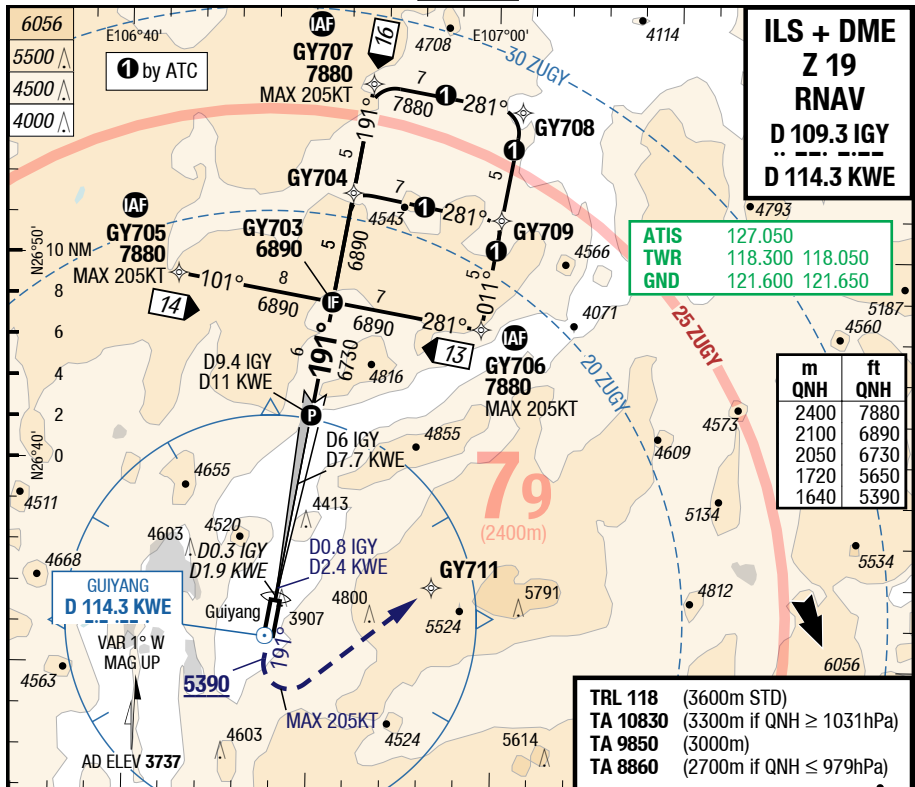 6056
5500
4500
4000
E106°40'
E107°00'
1 by ATC
IAF
GY707
7880
MAX 205KT
16
4708
4114
30 ZUGY
ILS + DME
Z 19
RNAV
D 109.3 IGY
D 114.3 KWE
7
7880
1
281°
GY708
191°
1
5
5
GY704
7
1
281°
4543
GY709
4793
IAF
GY705
7880
MAX 205KT
GY703
6890
5
6890
1
5
011°
4566
ATIS 127.050
TWR 118.300 118.050
GND 121.600 121.650
N26°50'
10 NM
8
6
4
2
0
N26°40'
101°
8
6890
IF
7
6890
281°
14
13
4071
5187
4560
25 ZUGY
20 ZUGY
IAF
GY706
7880
MAX 205KT
191°
6
6730
4816
D9.4 IGY
D11 KWE
P
m ft
QNH QNH
2400 7880
2100 6890
2050 6730
1720 5650
1640 5390
4573
4609
4855
D6 IGY
D7.7 KWE
79
(2400m)
4655
4511
4413
5134
4603
4520
D0.3 IGY
D1.9 KWE
D0.8 IGY
D2.4 KWE
GY711
5534
4668
GUIYANG
D 114.3 KWE
Guiyang
3907
4800
5524
5791
4812
VAR 1° W
MAG UP
191°
5390
MAX 205KT
4563
6056
4603
4524
5614
AD ELEV 3737
TRL 118 (3600m STD)
TA 10830 (3300m if QNH ≥ 1031hPa)
TA 9850 (3000m)
TA 8860 (2700m if QNH ≤ 979hPa)